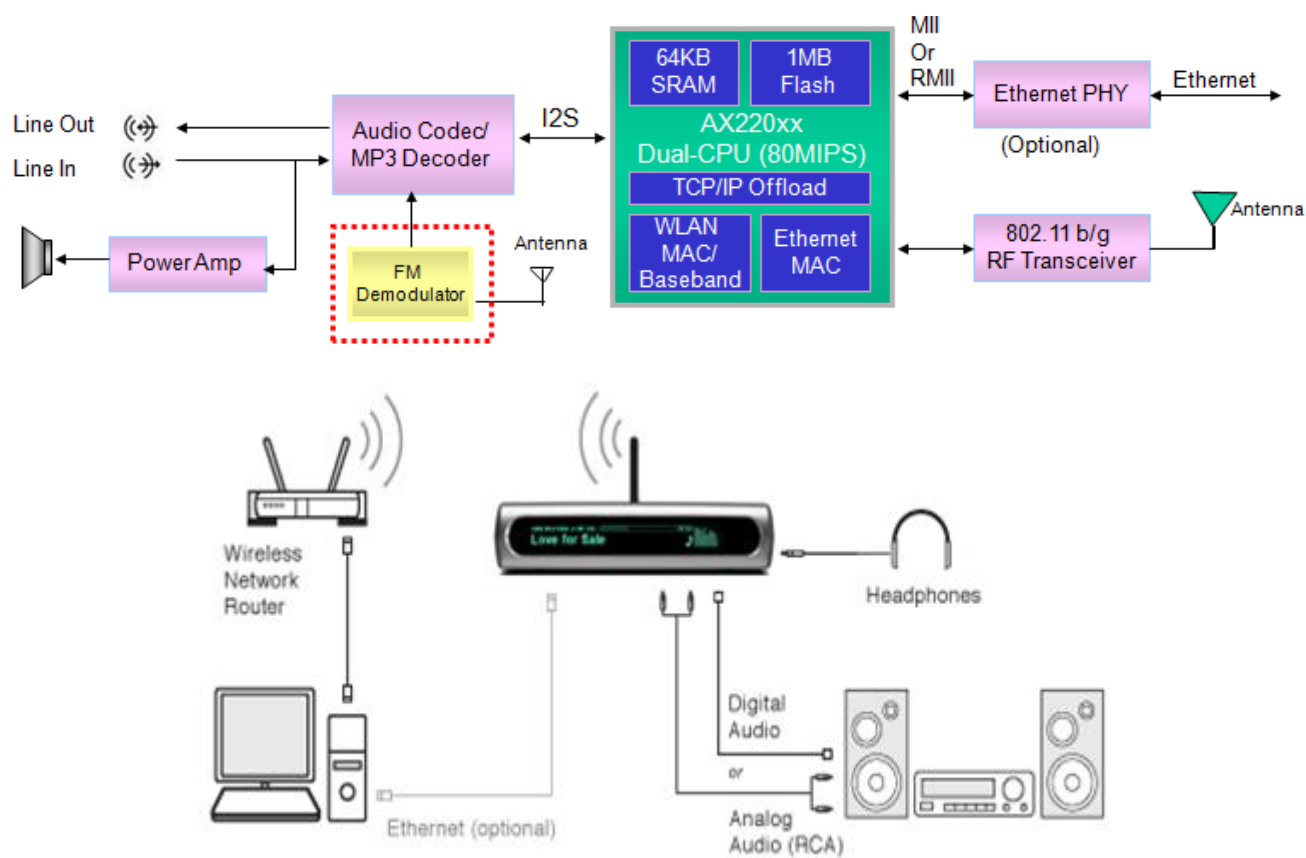 MII
Or
RMII
64KB
SRAM
1MB
Flash
Ethernet PHY
Ethernet
(Optional)
Line Out
Line In
Audio Codec/
MP3 Decoder
I2S
AX220xx
Dual-CPU (80MIPS)
TCP/IP Offload
WLAN
MAC/
Baseband
Ethernet
MAC
802.11 b/g
RF Transceiver
Antenna
Power Amp
FM
Demodulator
Antenna
Love for Sale
Wireless
Network
Router
Headphones
Digital
Audio
or
Analog
Audio (RCA)
Ethernet (optional)